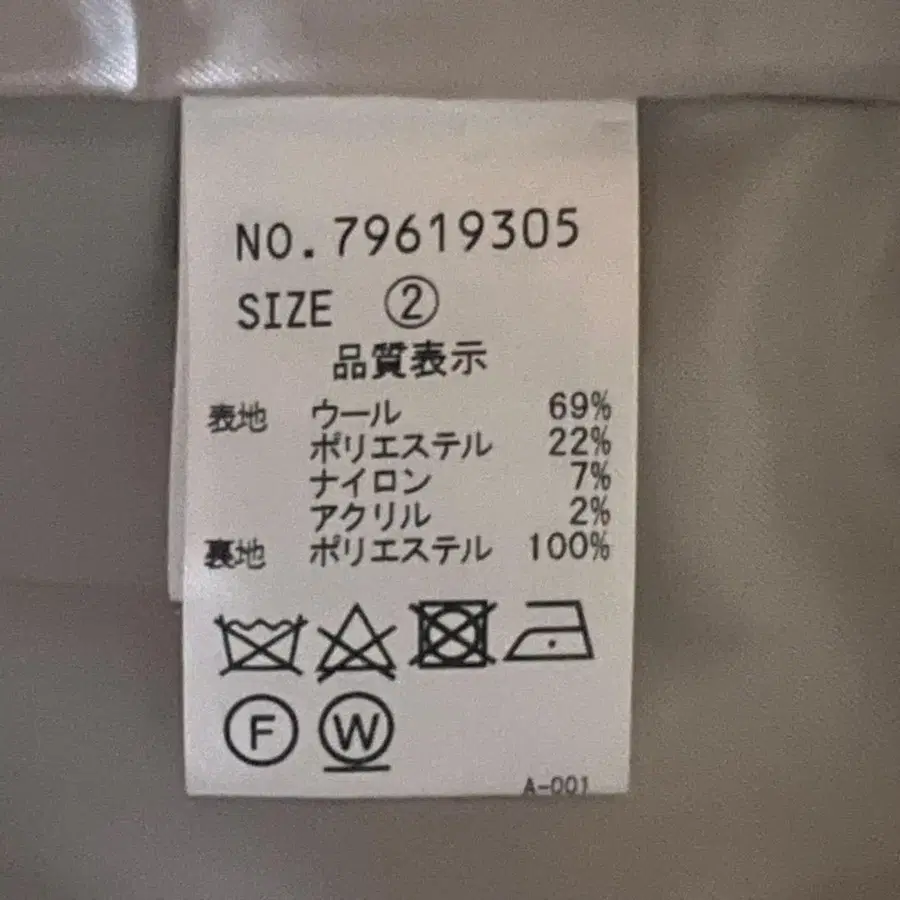 NO.79619305
SIZE ②
品質表示
表地 ウール 69%
ポリエステル 22%
ナイロン 7%
アクリル 2%
裏地 ポリエステル 100%
F W
A-001